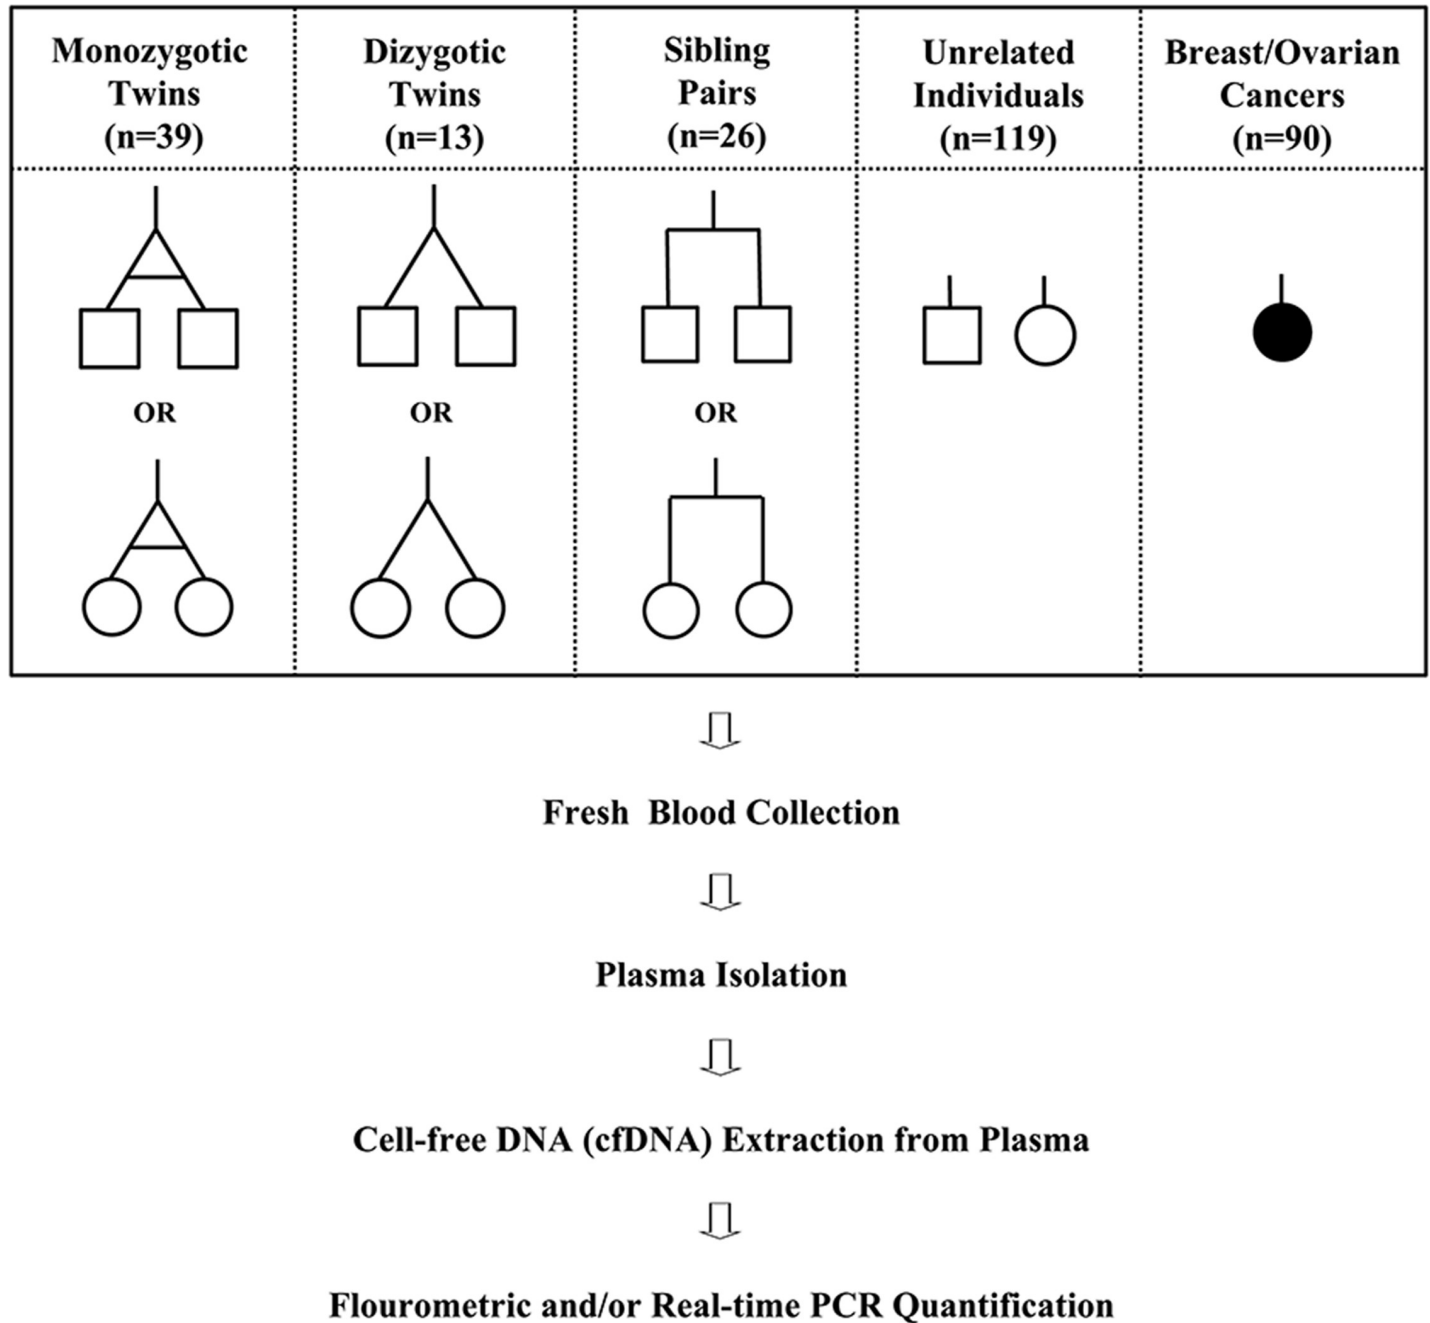 Monozygotic
Twins
(n=39)
Dizygotic
Twins
(n=13)
Sibling
Pairs
(n=26)
Unrelated
Individuals
(n=119)
Breast/Ovarian
Cancers
(n=90)
OR
OR
OR
Fresh Blood Collection
Plasma Isolation
Cell-free DNA (cfDNA) Extraction from Plasma
Flourometric and/or Real-time PCR Quantification